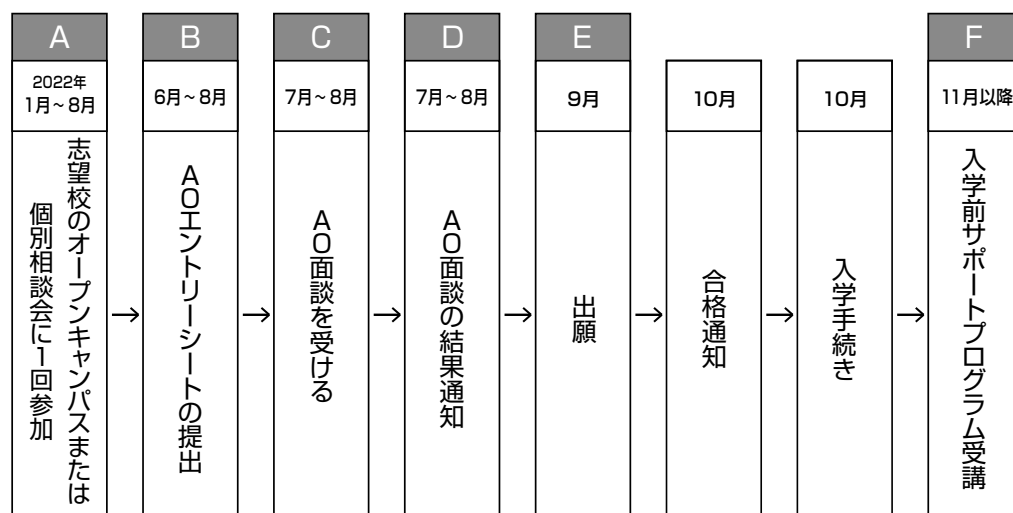 A
2022年
1月～8月
志望校のオープンキャンパスまたは
個別相談会に1回参加
→
B
6月～8月
AOエントリーシートの提出
→
C
7月～8月
AO面談を受ける
→
D
7月～8月
AO面談の結果通知
→
E
9月
出願
→
10月
合格通知
→
10月
入学手続き
→
F
11月以降
入学前サポートプログラム受講